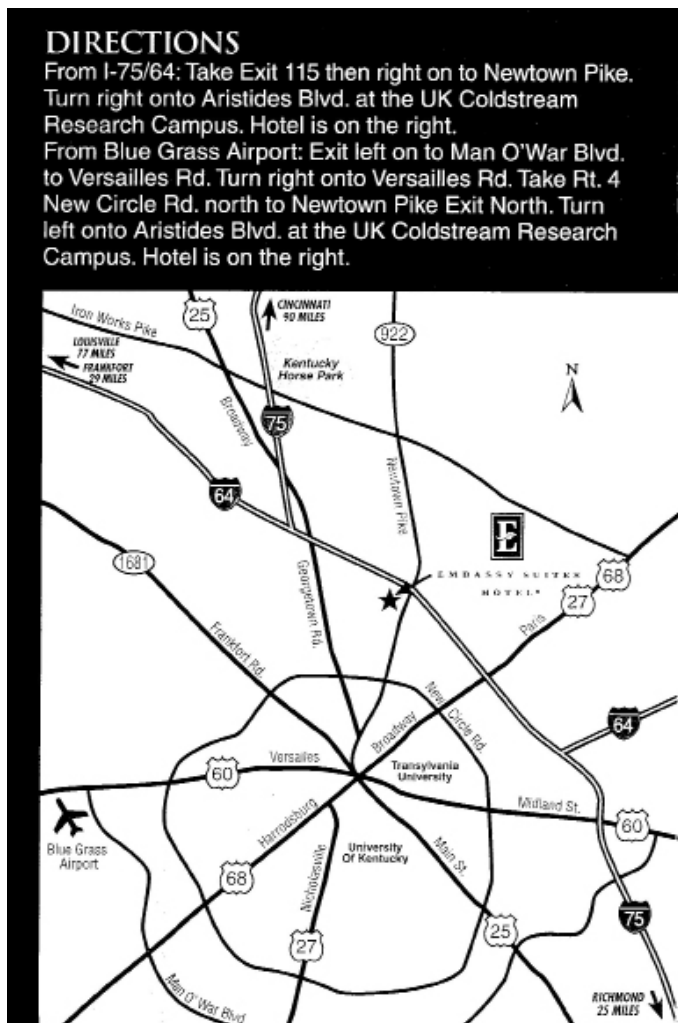 DIRECTIONS
From I-75/64: Take Exit 115 then right on to Newtown Pike.
Turn right onto Aristides Blvd. at the UK Coldstream
Research Campus. Hotel is on the right.
From Blue Grass Airport: Exit left on to Man O'War Blvd.
to Versailles Rd. Turn right onto Versailles Rd. Take Rt. 4
New Circle Rd. north to Newtown Pike Exit North. Turn
left onto Aristides Blvd. at the UK Coldstream Research
Campus. Hotel is on the right.
CINCINNATI
90 MILES
25
Iron Works Pike
922
LOUISVILLE
77 MILES
FRANKFORT
29 MILES
Kentucky
Horse Park
N
Broadway
75
Newtown Pike
64
E
1681
EMBASSY SUITES
HOTEL®
68
27
Georgetown Rd.
Paris
Frankfort Rd.
New Circle Rd.
Broadway
64
Versailes
60
Transylvania
University
Midland St.
60
Blue Grass
Airport
Harrodsburg
University
Of Kentucky
Main St.
68
Nicholasville
27
25
75
Man O' War Blvd.
RICHMOND
25 MILES